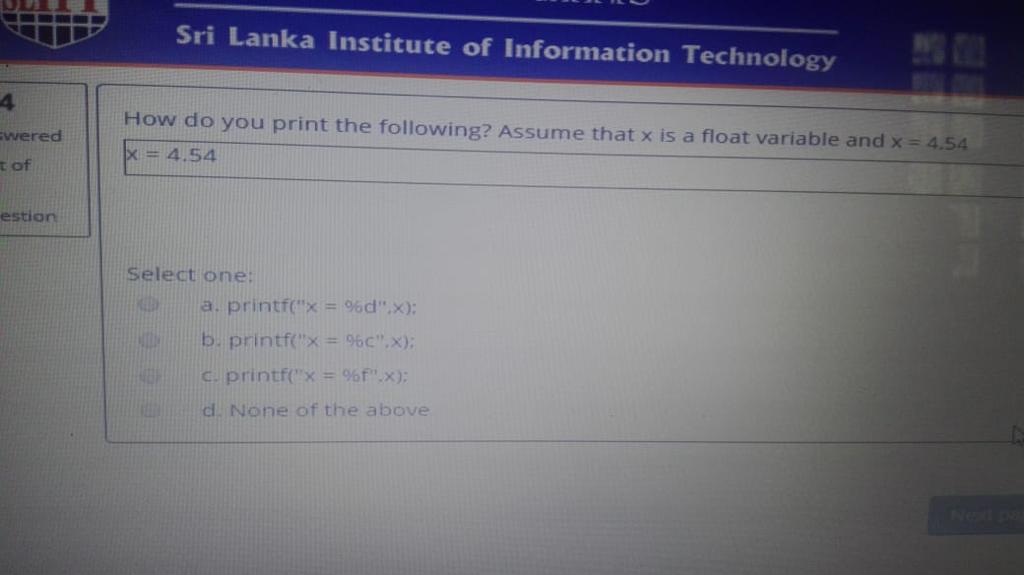 SLIIT
Sri Lanka Institute of Information Technology
4
swered
t of
estion
How do you print the following? Assume that x is a float variable and x = 4.54
x = 4.54
Select one:
a. printf("x = %d",x);
b. printf("x = %c",x);
c. printf("x = %f",x);
d. None of the above
Next pa